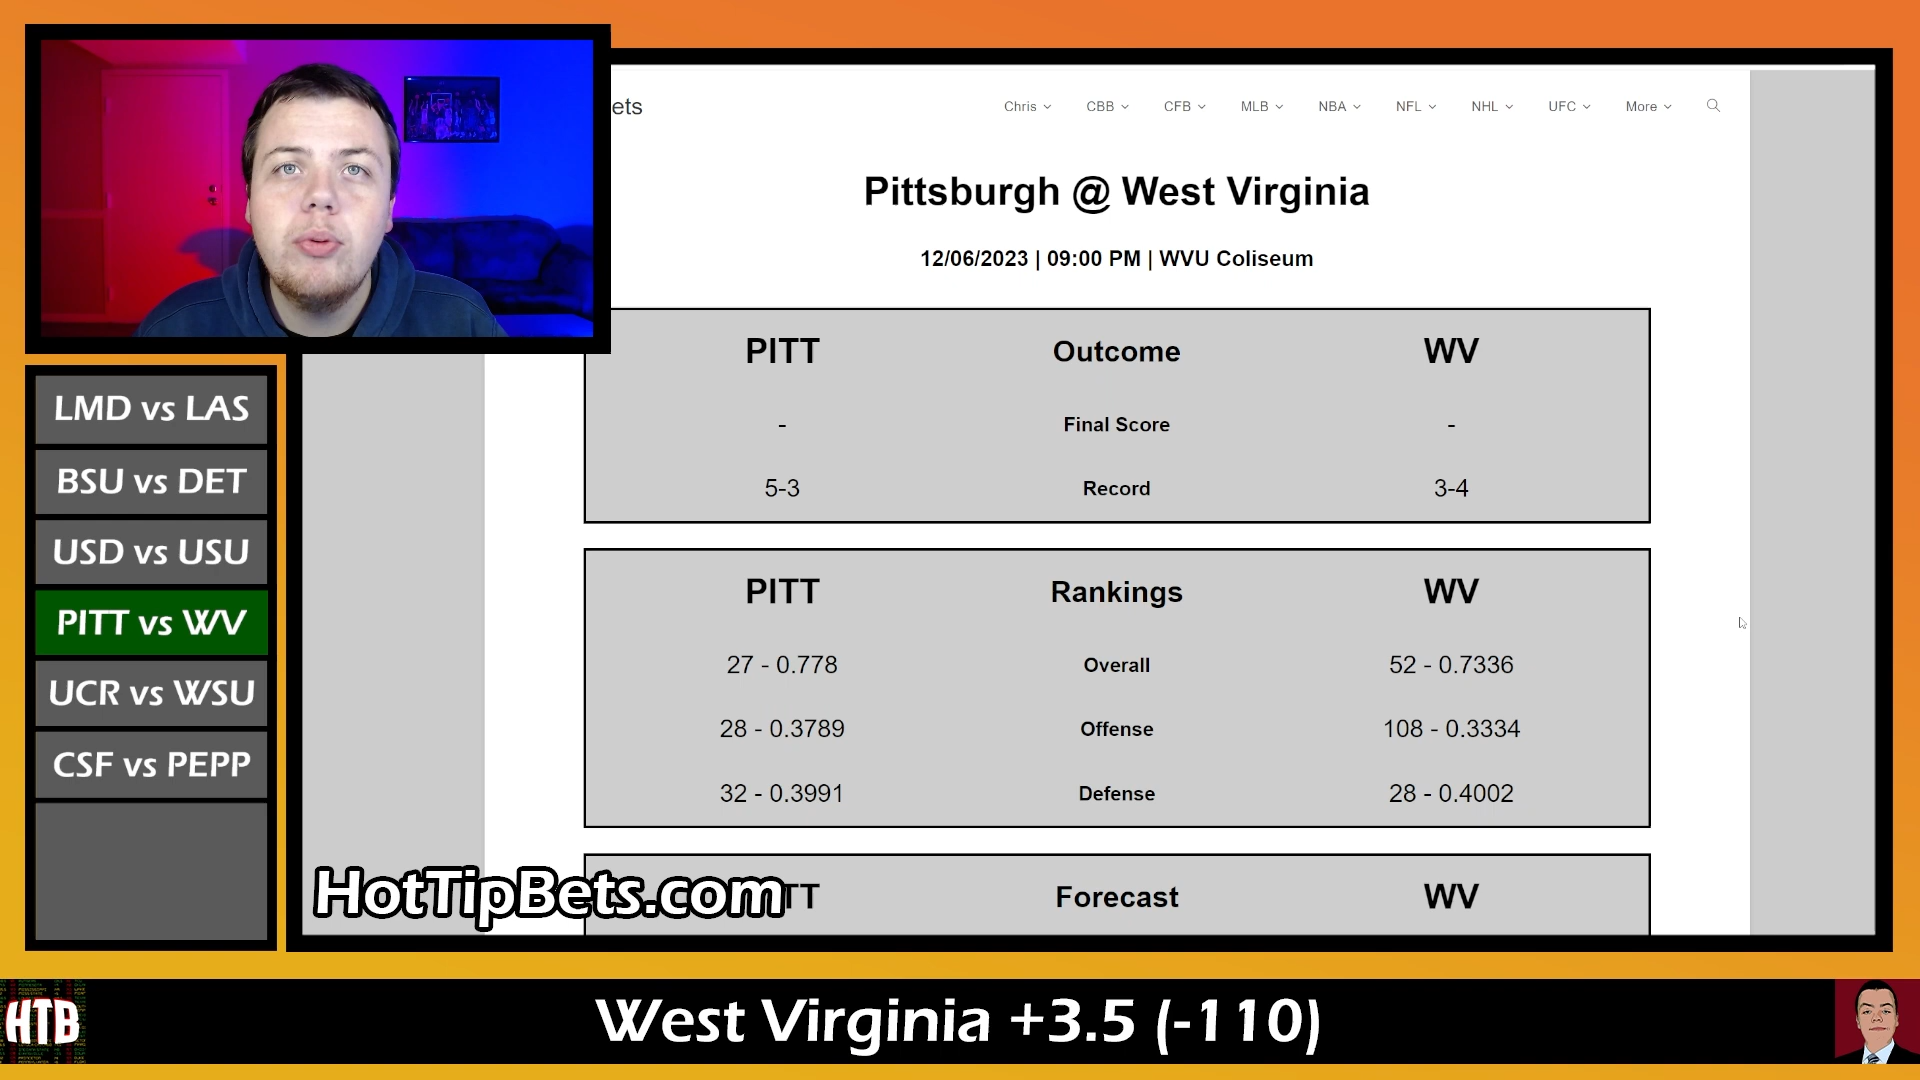 ets
Chris CBB CFB MLB NBA NFL NHL UFC More
Pittsburgh @ West Virginia
12/06/2023 | 09:00 PM | WVU Coliseum
PITT Outcome WV
- Final Score -
5-3 Record 3-4
PITT Rankings WV
27 - 0.778 Overall 52 - 0.7336
28 - 0.3789 Offense 108 - 0.3334
32 - 0.3991 Defense 28 - 0.4002
TT Forecast WV
LMD vs LAS
BSU vs DET
USD vs USU
PITT vs WV
UCR vs WSU
CSF vs PEPP
HotTipBets.com
HTB
West Virginia +3.5 (-110)